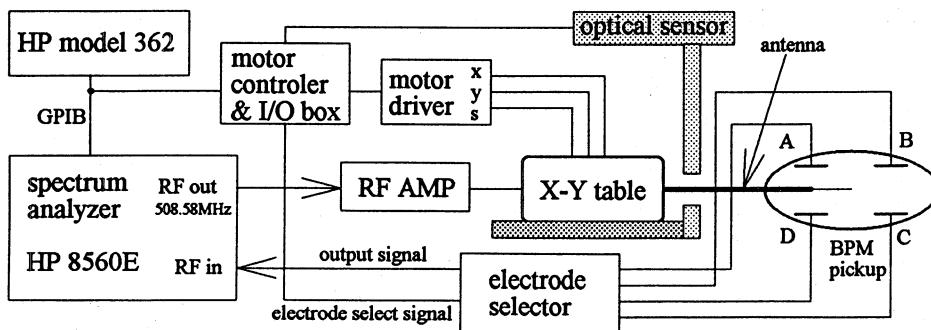 HP model 362
GPIB
motor
controler
& I/O box
motor
driver
x
y
s
optical sensor
antenna
spectrum
analyzer
HP 8560E
RF out
508.58MHz
RF in
RF AMP
X-Y table
A
B
D
C
BPM
pickup
output signal
electrode select signal
electrode
selector